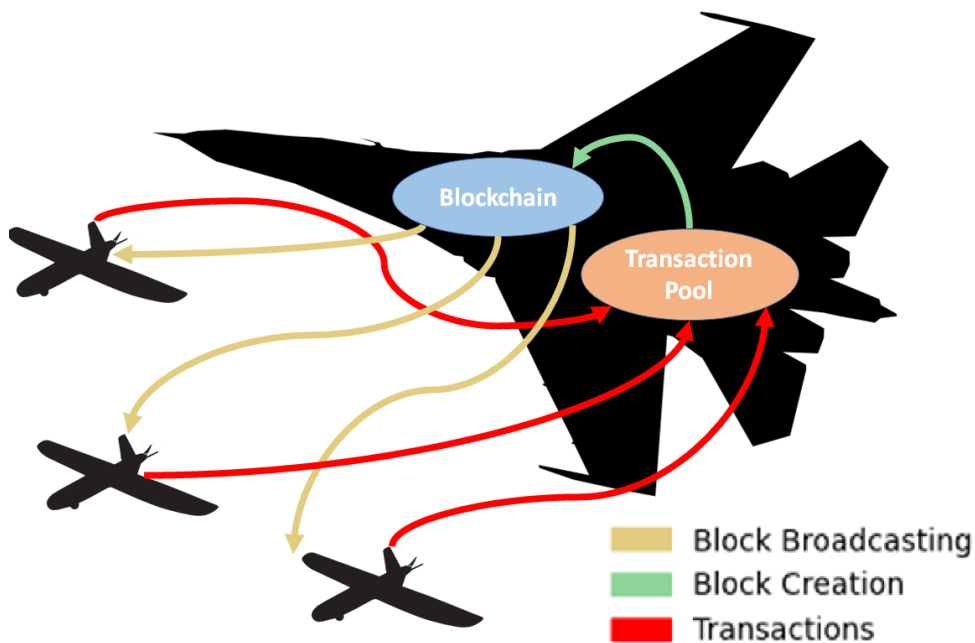 Blockchain
Transaction
Pool
Block Broadcasting
Block Creation
Transactions